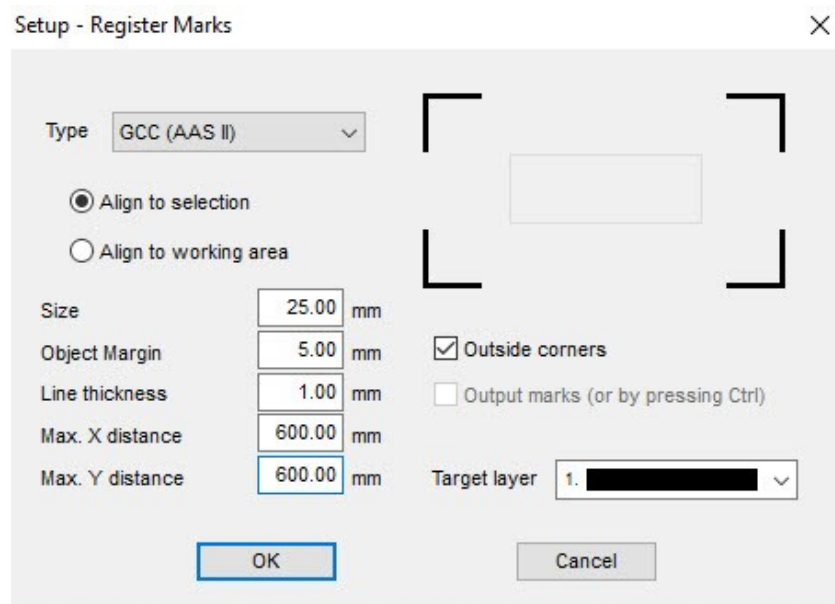 Setup - Register Marks
Type GCC (AAS II)
Align to selection
Align to working area
Size 25.00 mm
Object Margin 5.00 mm
Outside corners
Line thickness 1.00 mm
Output marks (or by pressing Ctrl)
Max. X distance 600.00 mm
Max. Y distance 600.00 mm
Target layer 1.
OK Cancel